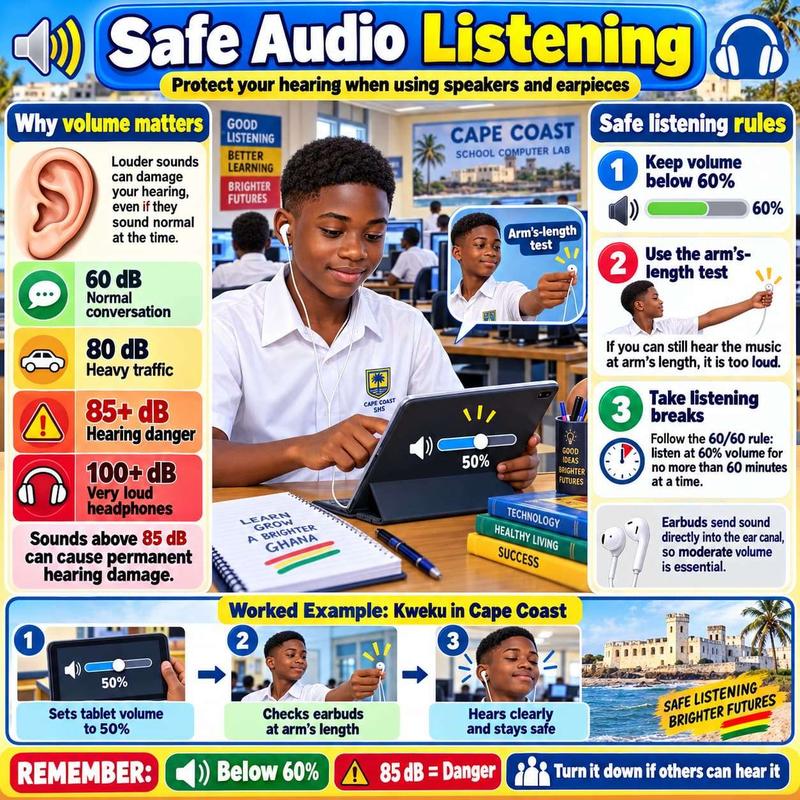 Safe Audio Listening
Protect your hearing when using speakers and earpieces
Why volume matters
Louder sounds
can damage
your hearing,
even if they
sound normal
at the time.
60 dB
Normal
conversation
80 dB
Heavy traffic
85+ dB
Hearing danger
100+ dB
Very loud
headphones
Sounds above 85 dB
can cause permanent
hearing damage.
GOOD
LISTENING
BETTER
LEARNING
BRIGHTER
FUTURES
CAPE COAST
SCHOOL COMPUTER LAB
Arm's-length
test
CAPE COAST
SHS
50%
LEARN
GROW
A BRIGHTER
GHANA
GOOD
IDEAS
BRIGHTER
FUTURES
TECHNOLOGY
HEALTHY LIVING
SUCCESS
Safe listening rules
1
Keep volume
below 60%
60%
2
Use the arm's-
length test
If you can still hear the music
at arm's length, it is too loud.
3
Take listening
breaks
Follow the 60/60 rule:
listen at 60% volume for
no more than 60 minutes
at a time.
Earbuds send sound
directly into the ear canal,
so moderate volume
is essential.
Worked Example: Kweku in Cape Coast
1
50%
Sets tablet volume
to 50%
2
Checks earbuds
at arm's length
3
Hears clearly
and stays safe
SAFE LISTENING
BRIGHTER FUTURES
REMEMBER:
Below 60%
85 dB = Danger
Turn it down if others can hear it